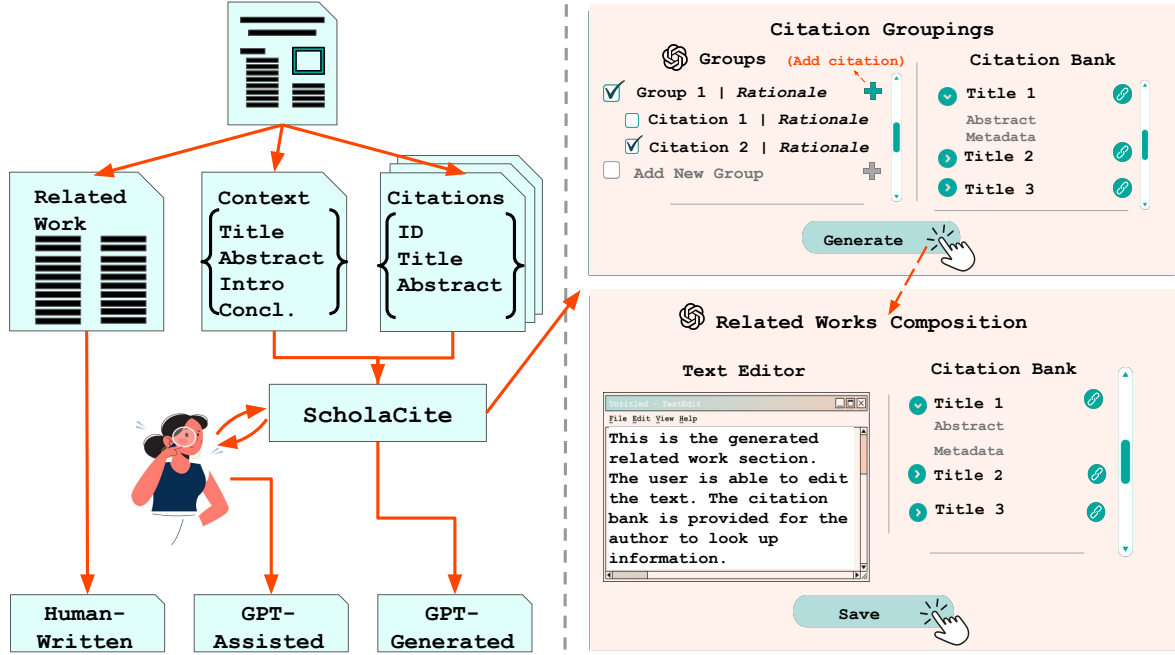 Related
Work
Context
Title
Abstract
Intro
Concl.
Citations
ID
Title
Abstract
ScholaCite
Human-
Written
GPT-
Assisted
GPT-
Generated
Citation Groupings
Groups
(Add citation)
Group 1 | Rationale
Citation 1 | Rationale
Citation 2 | Rationale
Add New Group
Citation Bank
Title 1
Abstract
Metadata
Title 2
Title 3
Generate
Related Works Composition
Text Editor
Untitled - TextEdit
File Edit View Help
This is the generated
related work section.
The user is able to edit
the text. The citation
bank is provided for the
author to look up
information.
Citation Bank
Title 1
Abstract
Metadata
Title 2
Title 3
Save